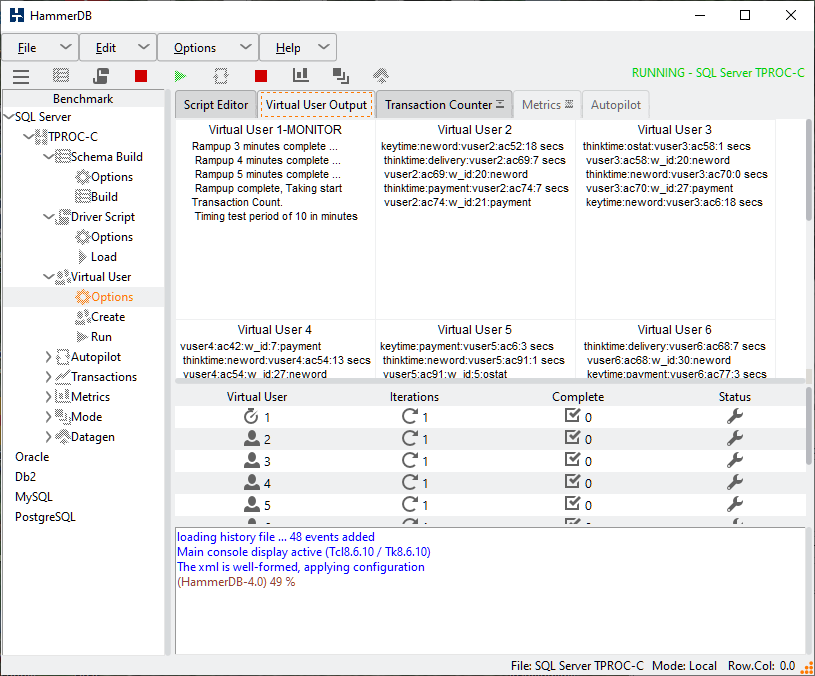 HammerDB
File Edit Options Help
RUNNING - SQL Server TPROC-C
Benchmark
SQL Server
TPROC-C
Schema Build
Options
Build
Driver Script
Options
Load
Virtual User
Options
Create
Run
Autopilot
Transactions
Metrics
Mode
Datagen
Oracle
Db2
MySQL
PostgreSQL
Script Editor Virtual User Output Transaction Counter Metrics Autopilot
Virtual User 1-MONITOR
Rampup 3 minutes complete ...
Rampup 4 minutes complete ...
Rampup 5 minutes complete ...
Rampup complete, Taking start
Transaction Count.
Timing test period of 10 in minutes
Virtual User 2
keytime:neword:vuser2:ac52:18 secs
thinktime:delivery:vuser2:ac69:7 secs
vuser2:ac69:w_id:20:neword
thinktime:payment:vuser2:ac74:7 secs
vuser2:ac74:w_id:21:payment
Virtual User 3
thinktime:ostat:vuser3:ac58:1 secs
vuser3:ac58:w_id:20:neword
thinktime:neword:vuser3:ac70:0 secs
vuser3:ac70:w_id:27:payment
keytime:neword:vuser3:ac6:18 secs
Virtual User 4
vuser4:ac42:w_id:7:payment
thinktime:neword:vuser4:ac54:13 secs
vuser4:ac54:w_id:27:neword
Virtual User 5
keytime:payment:vuser5:ac6:3 secs
thinktime:neword:vuser5:ac91:1 secs
vuser5:ac91:w_id:5:ostat
Virtual User 6
thinktime:delivery:vuser6:ac68:7 secs
vuser6:ac68:w_id:30:neword
keytime:payment:vuser6:ac77:3 secs
Virtual User Iterations Complete Status
1 1 0
2 1 0
3 1 0
4 1 0
5 1 0
loading history file ... 48 events added
Main console display active (Tcl8.6.10 / Tk8.6.10)
The xml is well-formed, applying configuration
(HammerDB-4.0) 49 %
File: SQL Server TPROC-C Mode: Local Row.Col: 0.0